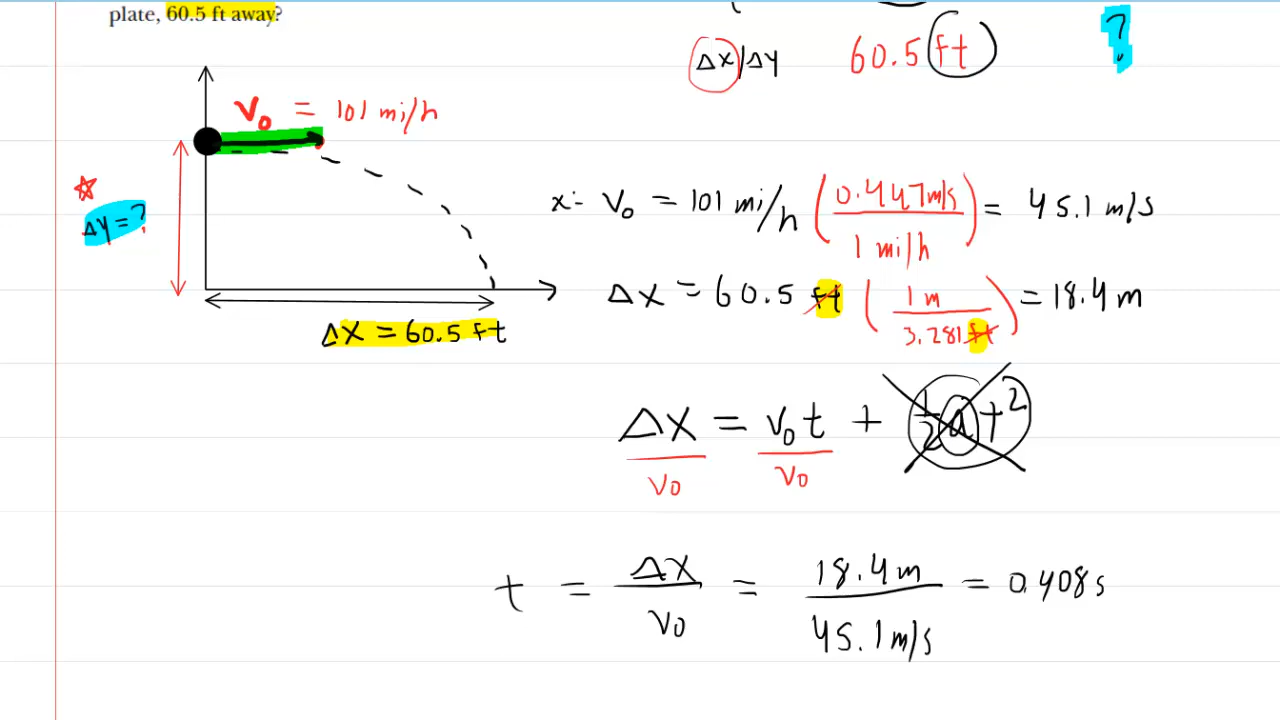 plate, 60.5 ft away?
Δx/Δy 60.5 ft ?
v₀ = 101 mi/h
Δy = ?
Δx = 60.5 ft
x: v₀ = 101 mi/h (0.447 m/s / 1 mi/h) = 45.1 m/s
Δx = 60.5 ft (1 m / 3.281 ft) = 18.4 m
Δx = v₀t + ½at²
v₀ v₀
t = Δx / v₀ = 18.4 m / 45.1 m/s = 0.408 s